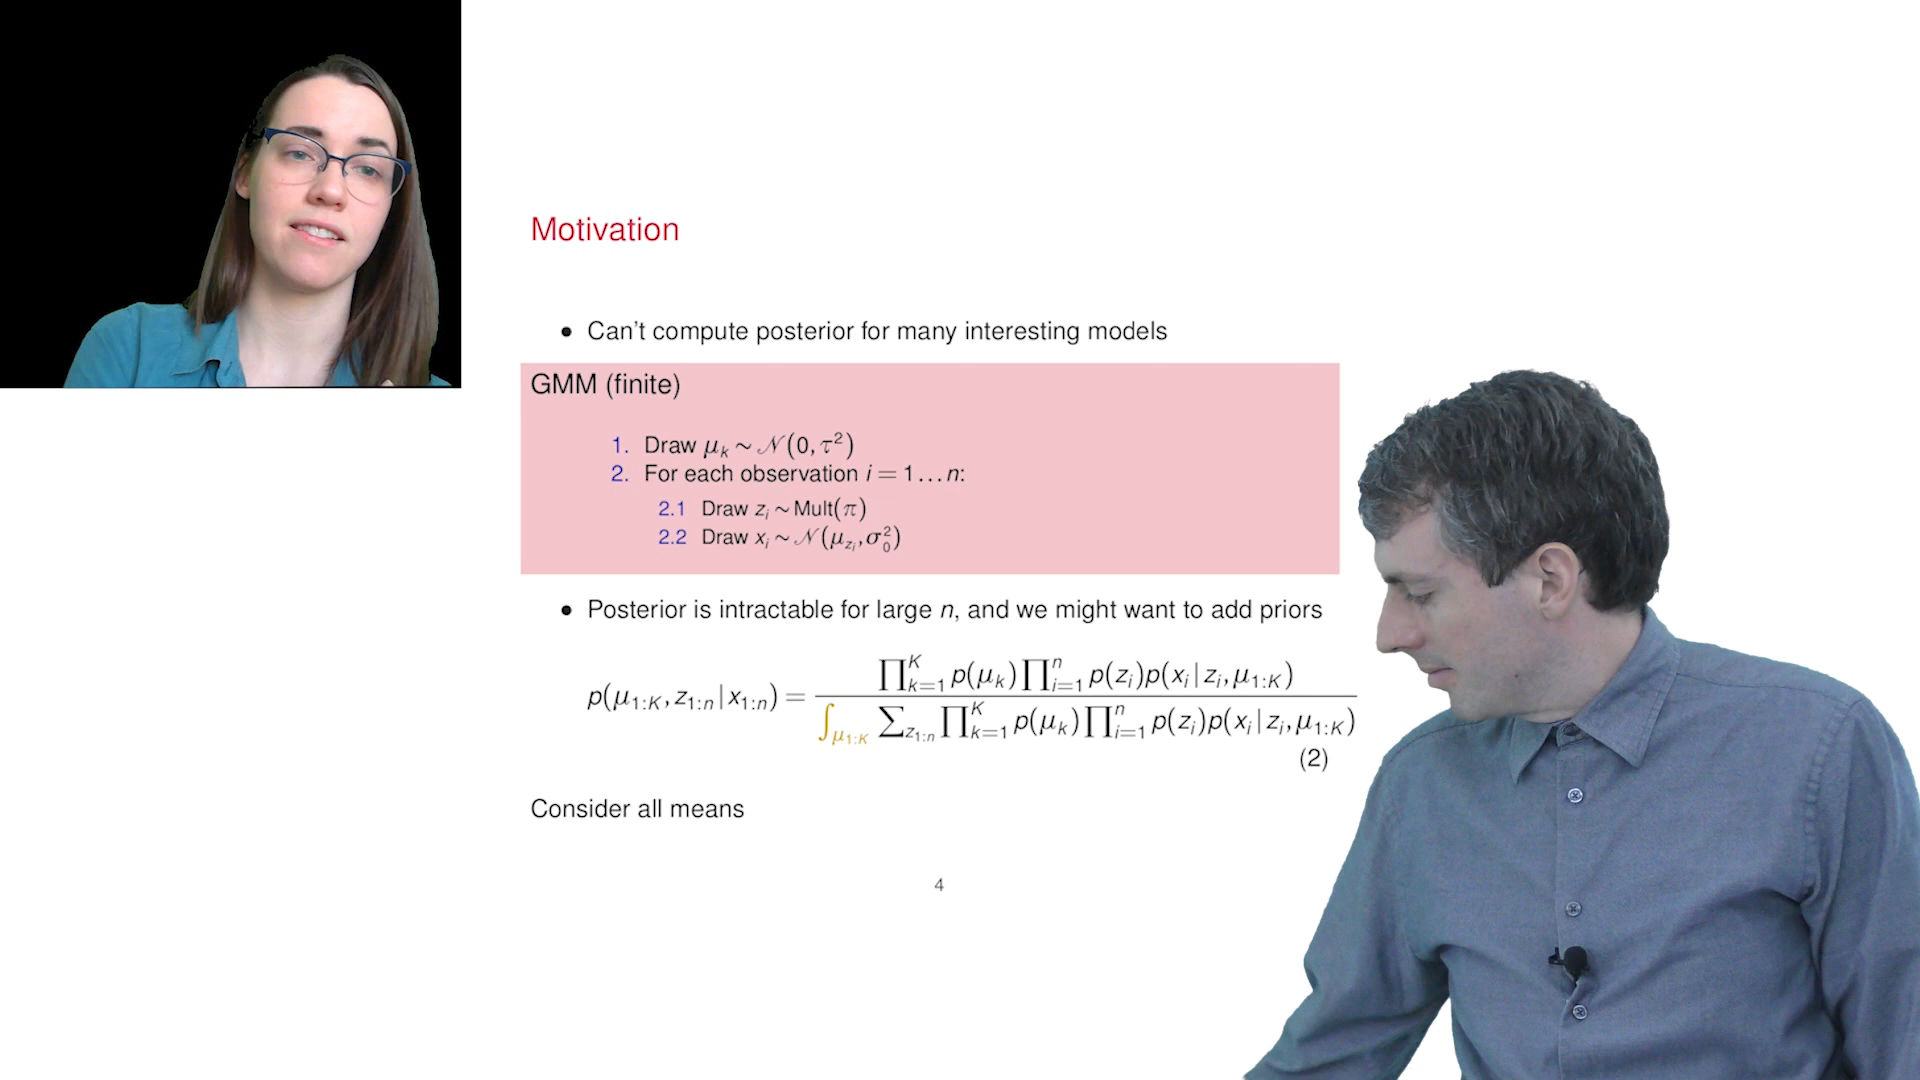 Motivation
• Can't compute posterior for many interesting models
GMM (finite)
1. Draw μ_k ∼ 𝒩(0, τ²)
2. For each observation i = 1…n:
2.1 Draw z_i ∼ Mult(π)
2.2 Draw x_i ∼ 𝒩(μ_{z_i}, σ_0^2)
• Posterior is intractable for large n, and we might want to add priors
p(μ_{1:K}, z_{1:n} | x_{1:n}) = \frac{∏_{k=1}^K p(μ_k) ∏_{i=1}^n p(z_i)p(x_i | z_i, μ_{1:K})}{∫_{μ_{1:K}} ∑_{z_{1:n}} ∏_{k=1}^K p(μ_k) ∏_{i=1}^n p(z_i)p(x_i | z_i, μ_{1:K})}
(2)
Consider all means
4